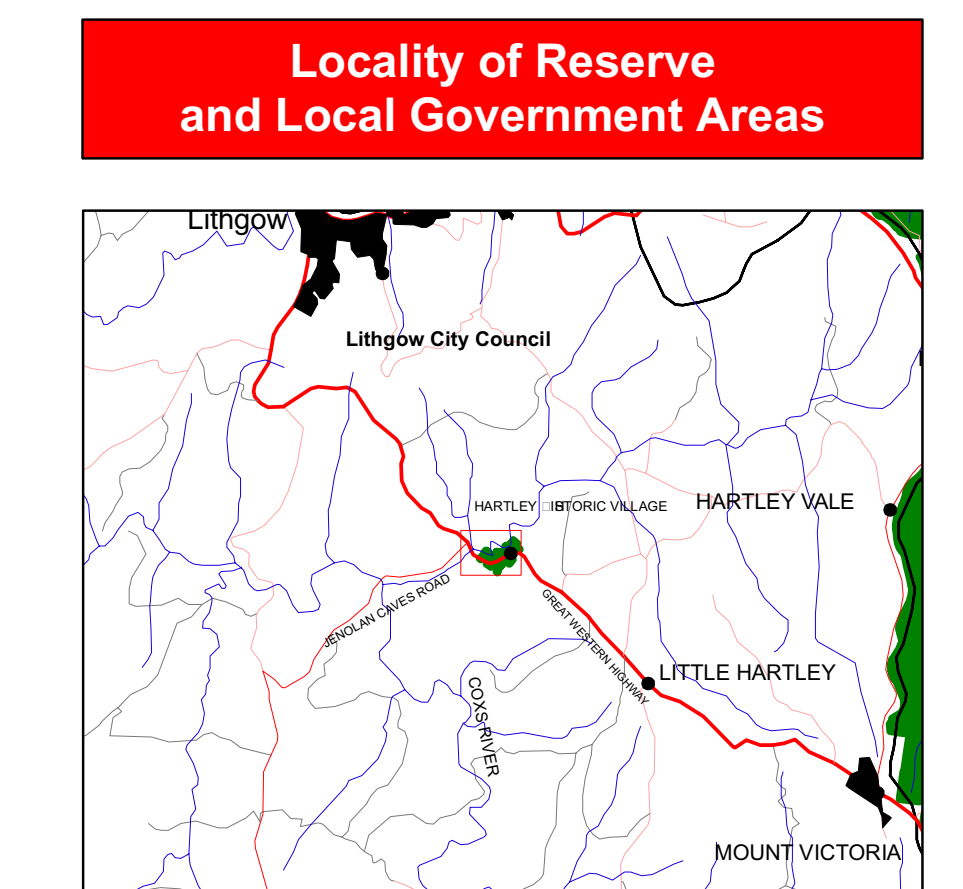 Locality of Reserve
and Local Government Areas
Lithgow
Lithgow City Council
HARTLEY □ISTORIC VILLAGE
HARTLEY VALE
JENOLAN CAVES ROAD
GREAT WESTERN HIGHWAY
LITTLE HARTLEY
COXS RIVER
MOUNT VICTORIA